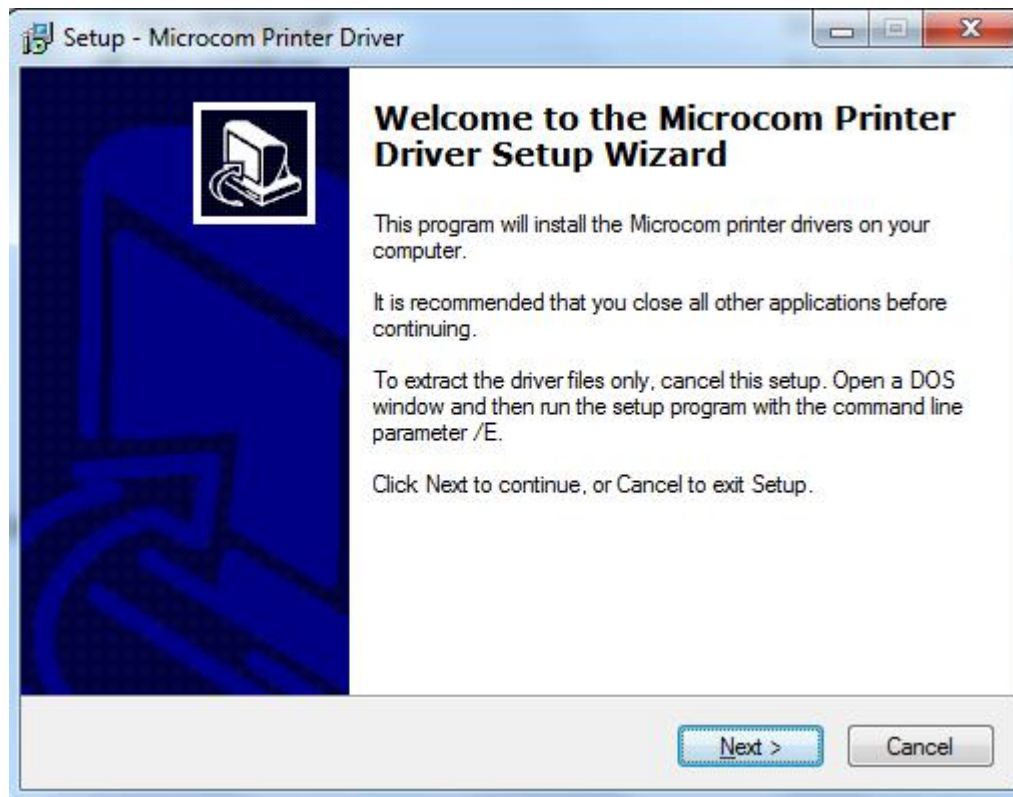 Setup - Microcom Printer Driver
Welcome to the Microcom Printer
Driver Setup Wizard
This program will install the Microcom printer drivers on your
computer.
It is recommended that you close all other applications before
continuing.
To extract the driver files only, cancel this setup. Open a DOS
window and then run the setup program with the command line
parameter /E.
Click Next to continue, or Cancel to exit Setup.
Next >
Cancel